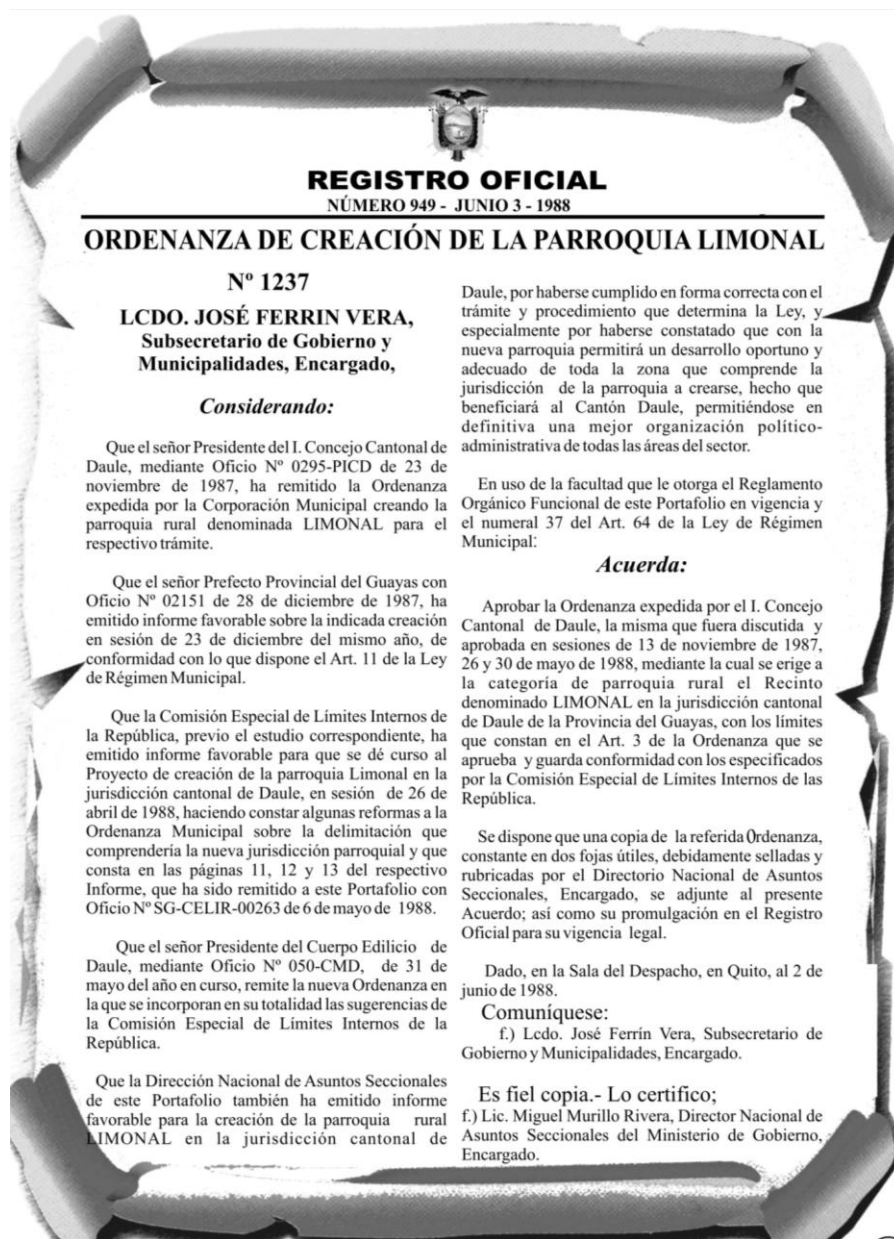 REGISTRO OFICIAL
NÚMERO 949 - JUNIO 3 - 1988
ORDENANZA DE CREACIÓN DE LA PARROQUIA LIMONAL
Nº 1237
LCDO. JOSÉ FERRIN VERA,
Subsecretario de Gobierno y
Municipalidades, Encargado,
Considerando:
Que el señor Presidente del I. Concejo Cantonal de
Daule, mediante Oficio Nº 0295-PICD de 23 de
noviembre de 1987, ha remitido la Ordenanza
expedida por la Corporación Municipal creando la
parroquia rural denominada LIMONAL para el
respectivo trámite.
Que el señor Prefecto Provincial del Guayas con
Oficio Nº 02151 de 28 de diciembre de 1987, ha
emitido informe favorable sobre la indicada creación
en sesión de 23 de diciembre del mismo año, de
conformidad con lo que dispone el Art. 11 de la Ley
de Régimen Municipal.
Que la Comisión Especial de Límites Internos de
la República, previo el estudio correspondiente, ha
emitido informe favorable para que se dé curso al
Proyecto de creación de la parroquia Limonal en la
jurisdicción cantonal de Daule, en sesión de 26 de
abril de 1988, haciendo constar algunas reformas a la
Ordenanza Municipal sobre la delimitación que
comprendería la nueva jurisdicción parroquial y que
consta en las páginas 11, 12 y 13 del respectivo
Informe, que ha sido remitido a este Portafolio con
Oficio Nº SG-CELIR-00263 de 6 de mayo de 1988.
Que el señor Presidente del Cuerpo Edilicio de
Daule, mediante Oficio Nº 050-CMD, de 31 de
mayo del año en curso, remite la nueva Ordenanza en
la que se incorporan en su totalidad las sugerencias de
la Comisión Especial de Límites Internos de la
República.
Que la Dirección Nacional de Asuntos Seccionales
de este Portafolio también ha emitido informe
favorable para la creación de la parroquia rural
LIMONAL en la jurisdicción cantonal de
Daule, por haberse cumplido en forma correcta con el
trámite y procedimiento que determina la Ley, y
especialmente por haberse constatado que con la
nueva parroquia permitirá un desarrollo oportuno y
adecuado de toda la zona que comprende la
jurisdicción de la parroquia a crearse, hecho que
beneficiará al Cantón Daule, permitiéndose en
definitiva una mejor organización político-
administrativa de todas las áreas del sector.
En uso de la facultad que le otorga el Reglamento
Orgánico Funcional de este Portafolio en vigencia y
el numeral 37 del Art. 64 de la Ley de Régimen
Municipal:
Acuerda:
Aprobar la Ordenanza expedida por el I. Concejo
Cantonal de Daule, la misma que fuera discutida y
aprobada en sesiones de 13 de noviembre de 1987,
26 y 30 de mayo de 1988, mediante la cual se erige a
la categoría de parroquia rural el Recinto
denominado LIMONAL en la jurisdicción cantonal
de Daule de la Provincia del Guayas, con los límites
que constan en el Art. 3 de la Ordenanza que se
aprueba y guarda conformidad con los especificados
por la Comisión Especial de Límites Internos de las
República.
Se dispone que una copia de la referida Ordenanza,
constante en dos fojas útiles, debidamente selladas y
rubricadas por el Directorio Nacional de Asuntos
Seccionales, Encargado, se adjunte al presente
Acuerdo; así como su promulgación en el Registro
Oficial para su vigencia legal.
Dado, en la Sala del Despacho, en Quito, al 2 de
junio de 1988.
Comuníquese:
f.) Lcdo. José Ferrín Vera, Subsecretario de
Gobierno y Municipalidades, Encargado.
Es fiel copia.- Lo certifico;
f.) Lic. Miguel Murillo Rivera, Director Nacional de
Asuntos Seccionales del Ministerio de Gobierno,
Encargado.